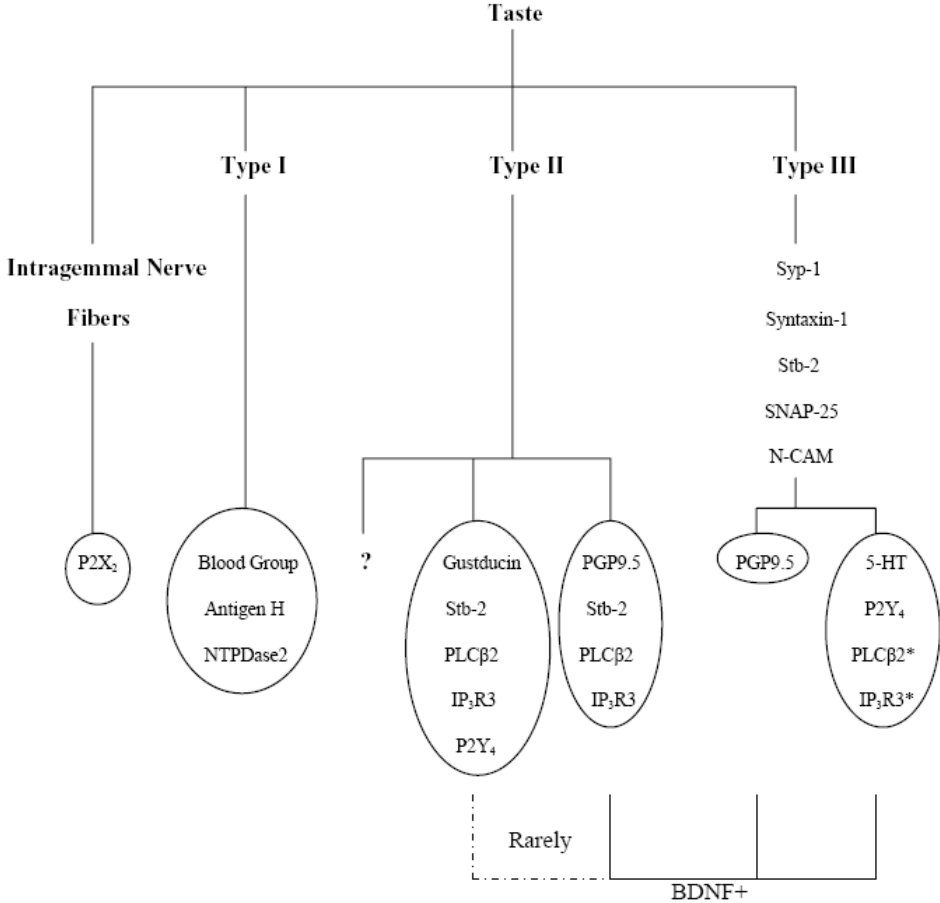 Taste
Type I
Type II
Type III
Intragemmal Nerve
Fibers
Syp-1
Syntaxin-1
Stb-2
SNAP-25
N-CAM
P2X₂
Blood Group
Antigen H
NTPDase2
?
Gustducin
Stb-2
PLCβ2
IP₃R3
P2Y₄
PGP9.5
Stb-2
PLCβ2
IP₃R3
PGP9.5
5-HT
P2Y₄
PLCβ2*
IP₃R3*
Rarely
BDNF+